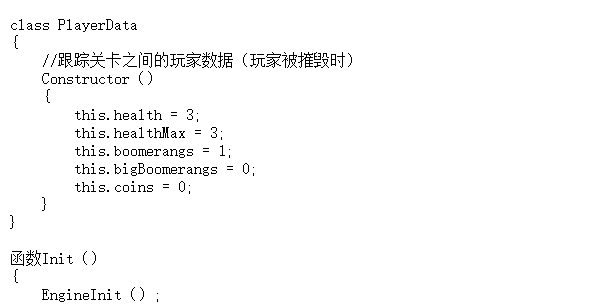 class PlayerData
{
//跟踪关卡之间的玩家数据（玩家被摧毁时）
Constructor（）
{
this.health = 3;
this.healthMax = 3;
this.boomerangs = 1;
this.bigBoomerangs = 0;
this.coins = 0;
}
}
函数Init（）
{
EngineInit（）;